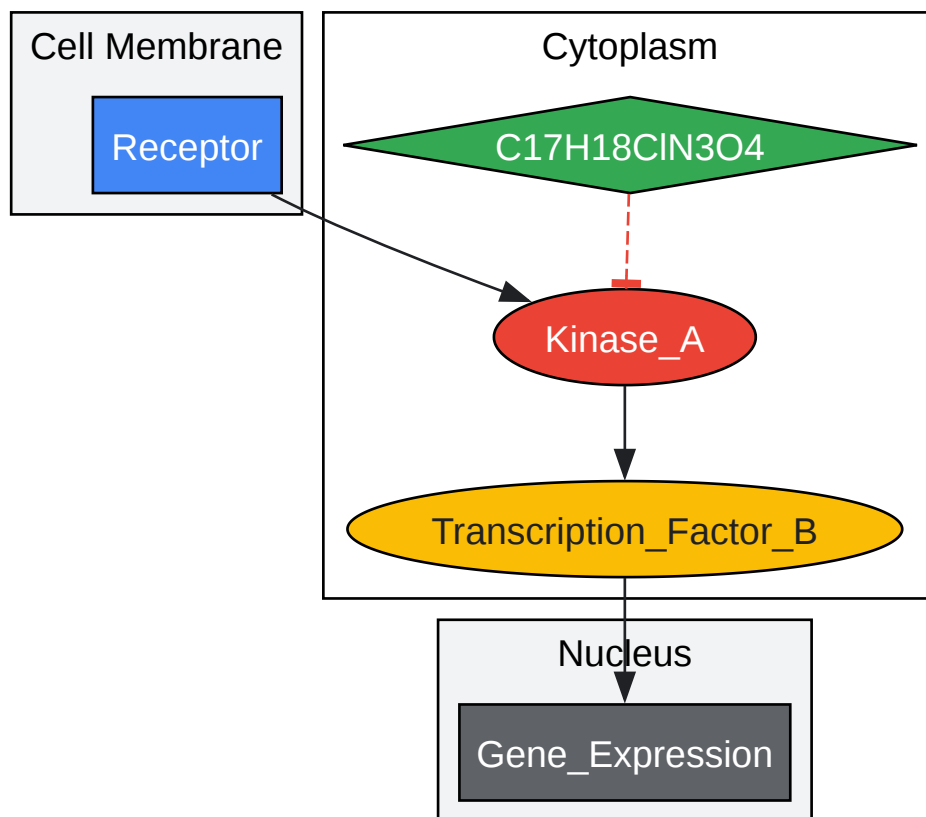 Cell Membrane
Receptor
Cytoplasm
C17H18ClN3O4
Kinase_A
Transcription_Factor_B
Nucleus
Gene_Expression